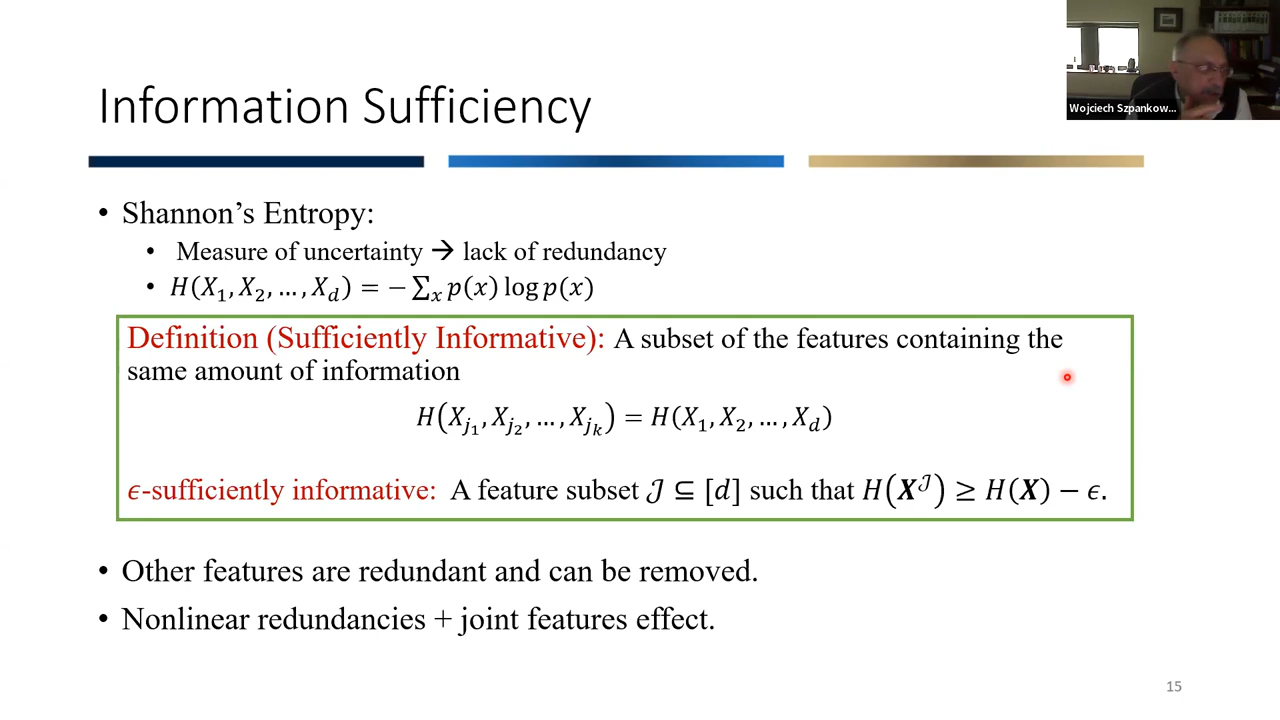 Wojciech Szpankow...
Information Sufficiency
• Shannon’s Entropy:
• Measure of uncertainty → lack of redundancy
• H(X₁, X₂, … , X_d) = − ∑ₓ p(x) log p(x)
Definition (Sufficiently Informative): A subset of the features containing the
same amount of information
H(X_{j₁}, X_{j₂}, … , X_{jₖ}) = H(X₁, X₂, … , X_d)
ϵ-sufficiently informative: A feature subset 𝒥 ⊆ [d] such that H(𝑿^𝒥) ≥ H(𝑿) − ϵ.
• Other features are redundant and can be removed.
• Nonlinear redundancies + joint features effect.
15